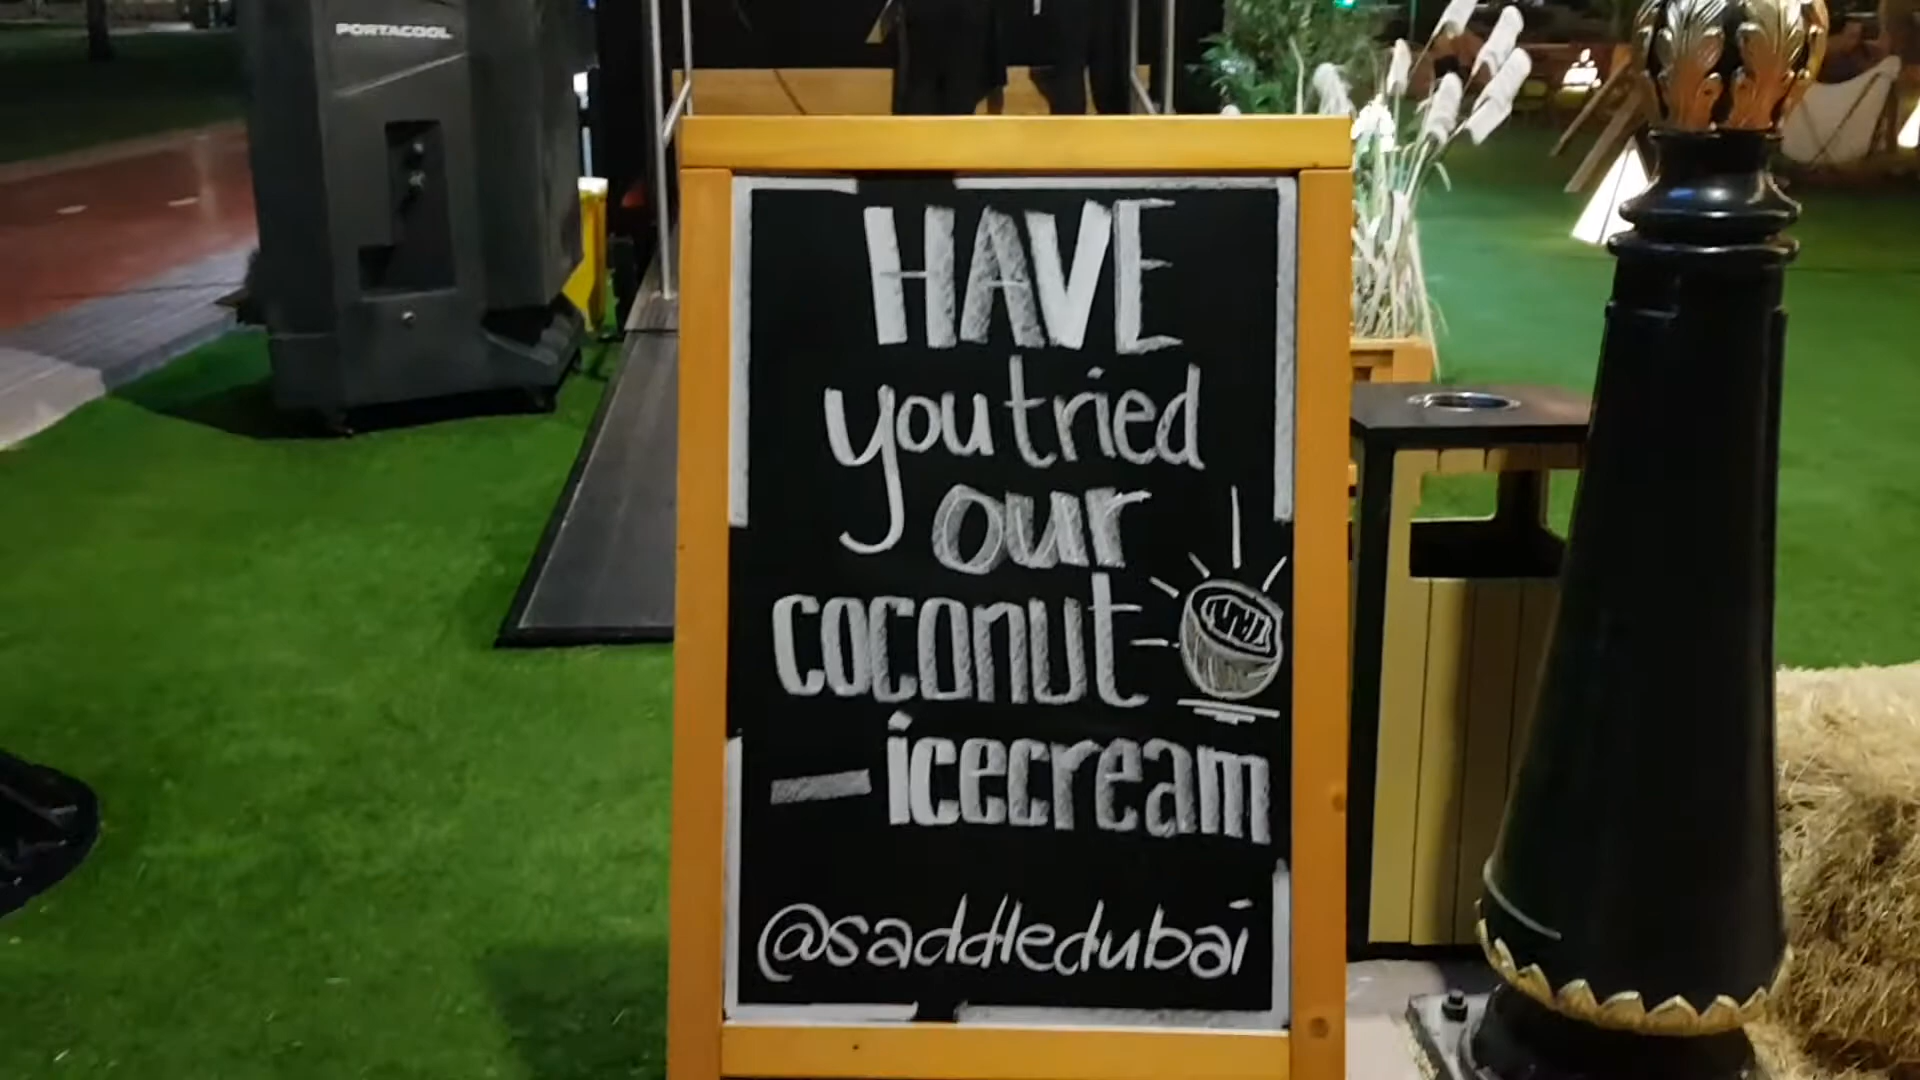 PORTACOOL
HAVE
you tried
our
coconut
- icecream
@saddledubai